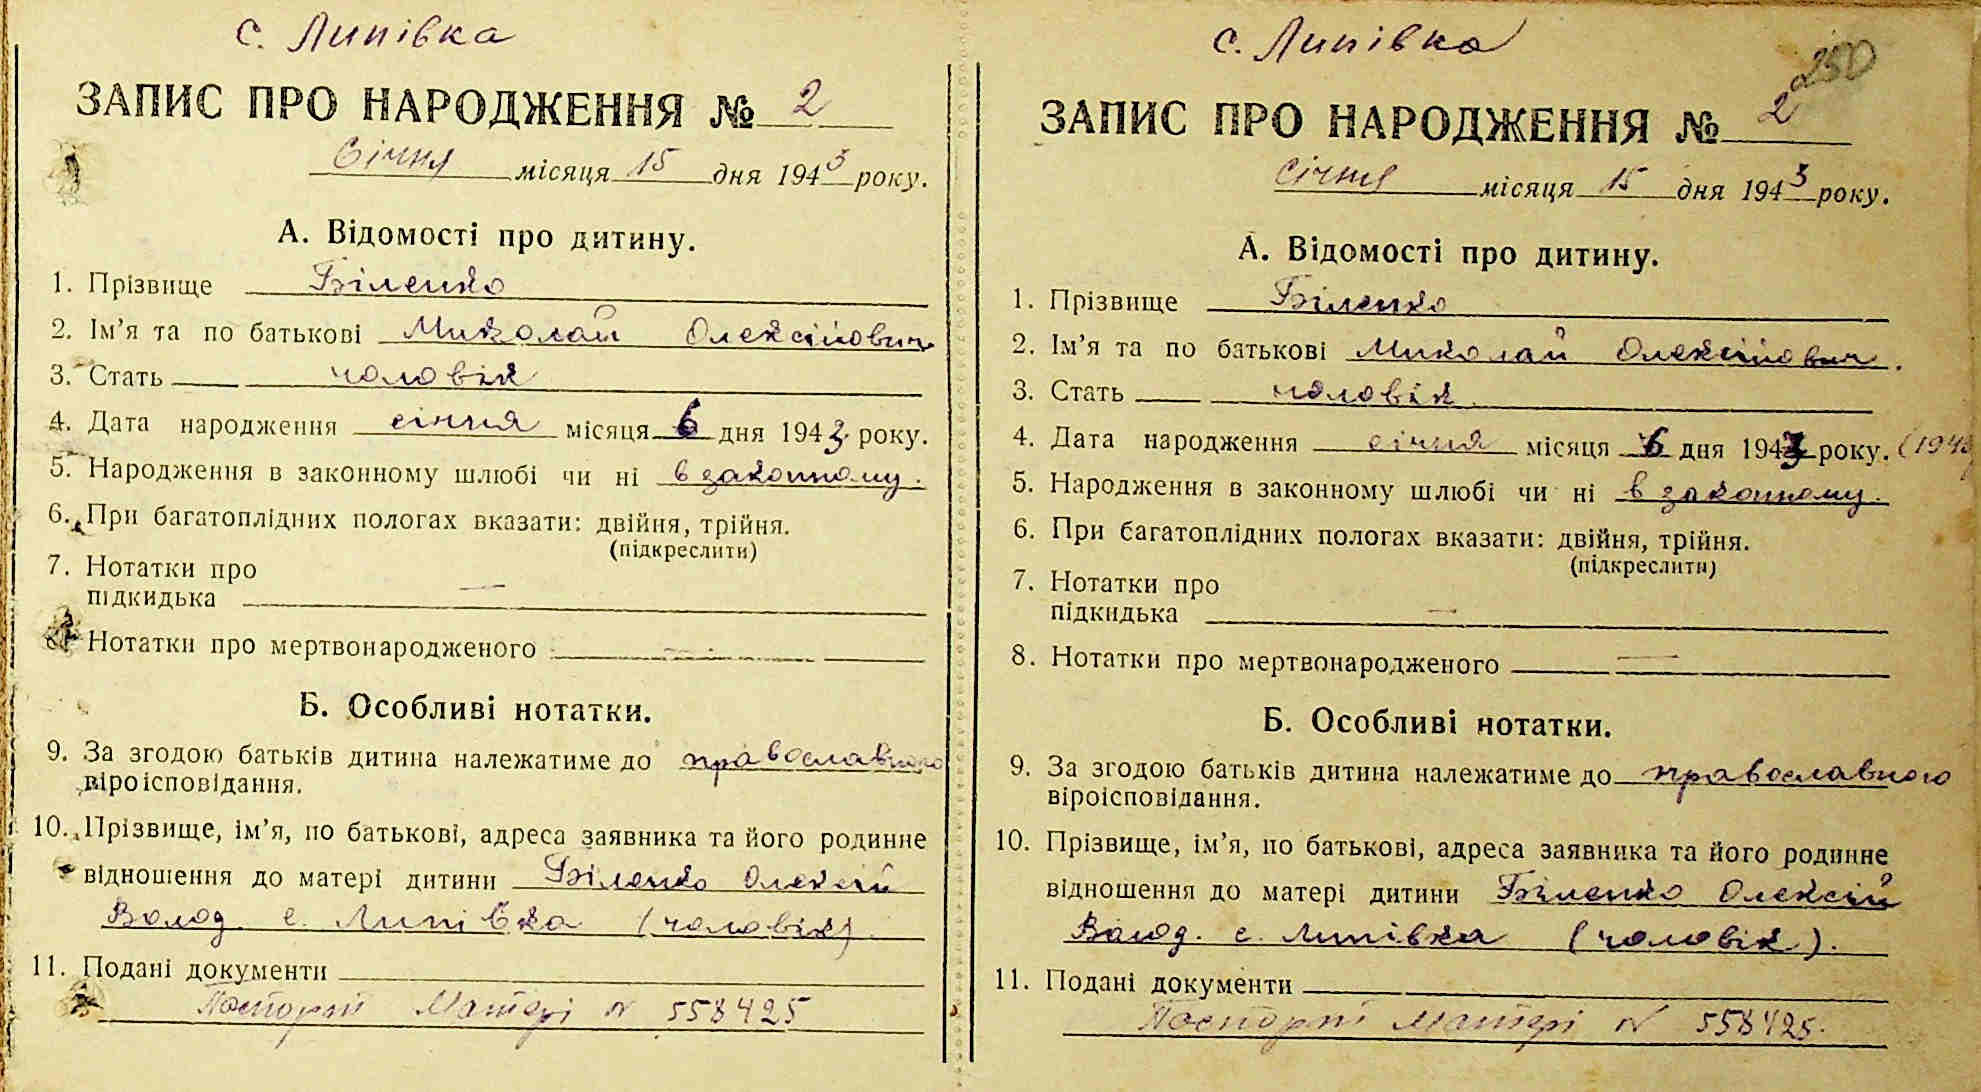 с. Липівка
ЗАПИС ПРО НАРОДЖЕННЯ № 2
Січня місяця 15 дня 1943 року.
А. Відомості про дитину.
1. Прізвище Біленко
2. Ім’я та по батькові Миколай Олексійович
3. Стать чоловік
4. Дата народження січня місяця 6 дня 1943 року.
5. Народження в законному шлюбі чи ні в законному.
6. При багатоплідних пологах вказати: двійня, трійня.
(підкреслити)
7. Нотатки про
підкидька —
Нотатки про мертвонародженого —
Б. Особливі нотатки.
9. За згодою батьків дитина належатиме до православного
віроісповідання.
10. Прізвище, ім’я, по батькові, адреса заявника та його родинне
відношення до матері дитини Біленко Олексій
Волод. с. Липівка (чоловік).
11. Подані документи
Паспорт Матері № 558425
с. Липівка
250
ЗАПИС ПРО НАРОДЖЕННЯ № 2
Січня місяця 15 дня 1943 року.
А. Відомості про дитину.
1. Прізвище Біленко
2. Ім’я та по батькові Миколай Олексійович.
3. Стать чоловік.
4. Дата народження січня місяця 6 дня 1943 року. (1943
5. Народження в законному шлюбі чи ні в законному.
6. При багатоплідних пологах вказати: двійня, трійня.
(підкреслити)
7. Нотатки про
підкидька —
8. Нотатки про мертвонародженого —
Б. Особливі нотатки.
9. За згодою батьків дитина належатиме до православного
віроісповідання.
10. Прізвище, ім’я, по батькові, адреса заявника та його родинне
відношення до матері дитини Біленко Олексій
Волод. с. Липівка (чоловік).
11. Подані документи
Паспорт Матері № 558425.